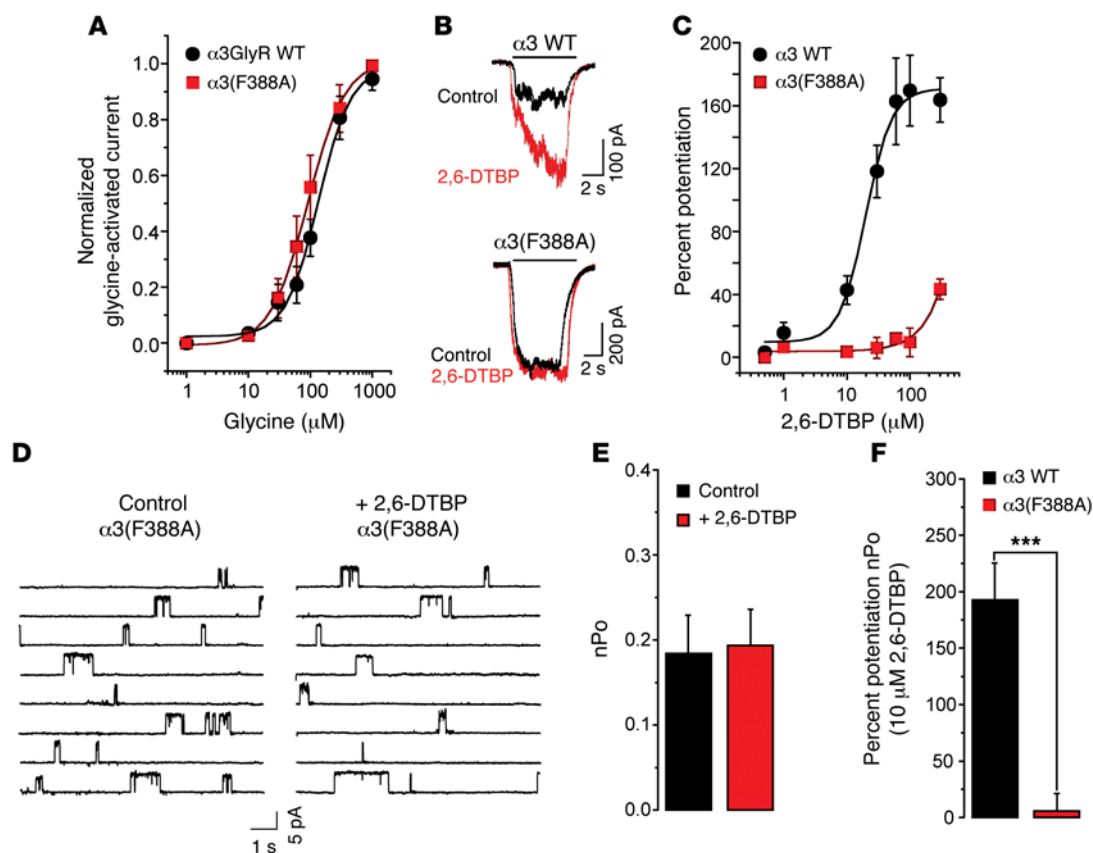 A
α3GlyR WT
α3(F388A)
Normalized
glycine-activated current
1.0
0.8
0.6
0.4
0.2
0.0
1
10
100
1000
Glycine (μM)
B
α3 WT
Control
2,6-DTBP
100 pA
2 s
α3(F388A)
Control
2,6-DTBP
200 pA
2 s
C
α3 WT
α3(F388A)
Percent potentiation
200
160
120
80
40
0
1
10
100
2,6-DTBP (μM)
D
Control
α3(F388A)
+ 2,6-DTBP
α3(F388A)
1 s
5 pA
E
Control
+ 2,6-DTBP
nPo
0.4
0.3
0.2
0.1
0.0
F
α3 WT
α3(F388A)
Percent potentiation nPo
(10 μM 2,6-DTBP)
300
250
200
150
100
75
50
25
0
***